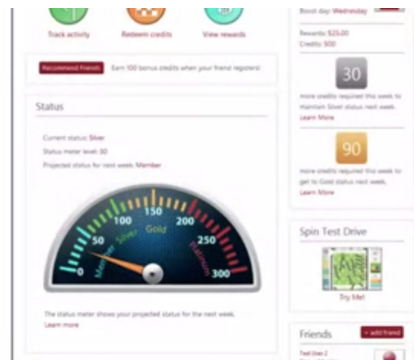 Track activity
Redeem credits
View rewards
Recommend Friends
Earn 100 bonus credits when your friend registers!
Status
Current status: Silver
Status meter level: 30
Projected status for next week: Member
0
50
100
150
200
250
300
Member
Silver
Gold
Platinum
The status meter shows your projected status for the next week.
Learn more
Boost day: Wednesday
Rewards: $25.00
Credits: 500
30
more credits required this week to
maintain Silver status next week.
Learn More
90
more credits required this week to
get to Gold status next week.
Learn More
Spin Test Drive
Try Me!
Friends
+ add friend
Test User 2